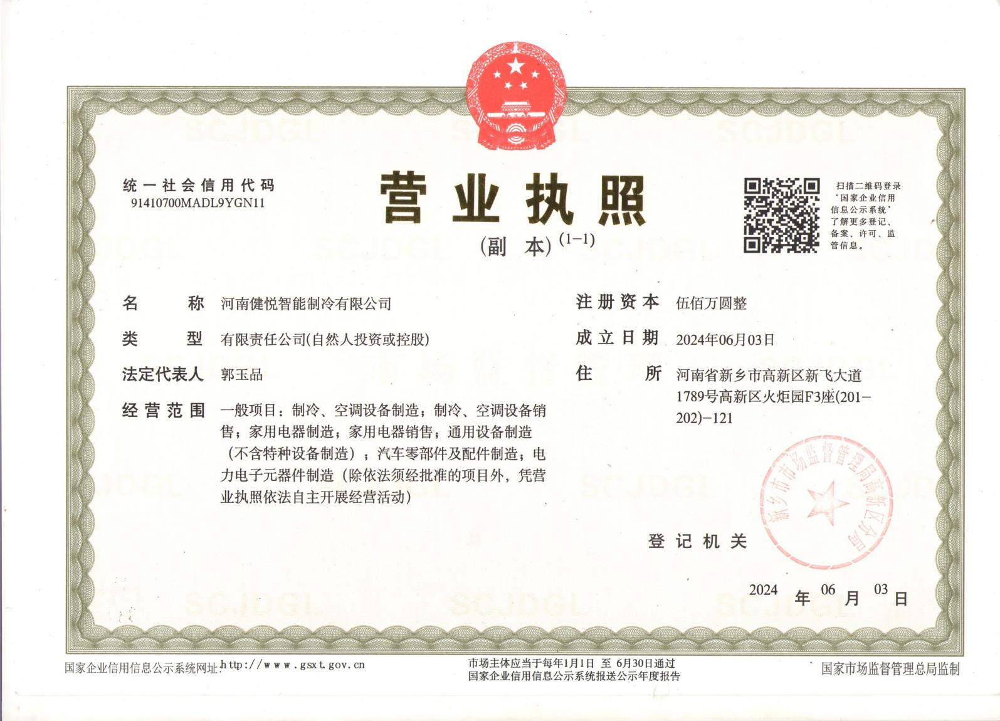 统一社会信用代码
91410700MADL9YGN11
营业执照
(副 本) (1-1)
扫描二维码登录
‘国家企业信用
信息公示系统’
了解更多登记、
备案、许可、监
管信息。
名 称 河南健悦智能制冷有限公司
类 型 有限责任公司(自然人投资或控股)
法定代表人 郭玉品
经营范围 一般项目：制冷、空调设备制造；制冷、空调设备销
售；家用电器制造；家用电器销售；通用设备制造
（不含特种设备制造）；汽车零部件及配件制造；电
力电子元器件制造（除依法须经批准的项目外，凭营
业执照依法自主开展经营活动）
注册资本 伍佰万圆整
成立日期 2024年06月03日
住 所 河南省新乡市高新区新飞大道
1789号高新区火炬园F3座(201-
202)-121
新乡市市场监督管理局高新区分局
登记机关
2024 年 06 月 03 日
国家企业信用信息公示系统网址:http://www.gsxt.gov.cn
市场主体应当于每年1月1日 至 6月30日通过
国家企业信用信息公示系统报送公示年度报告
国家市场监督管理总局监制